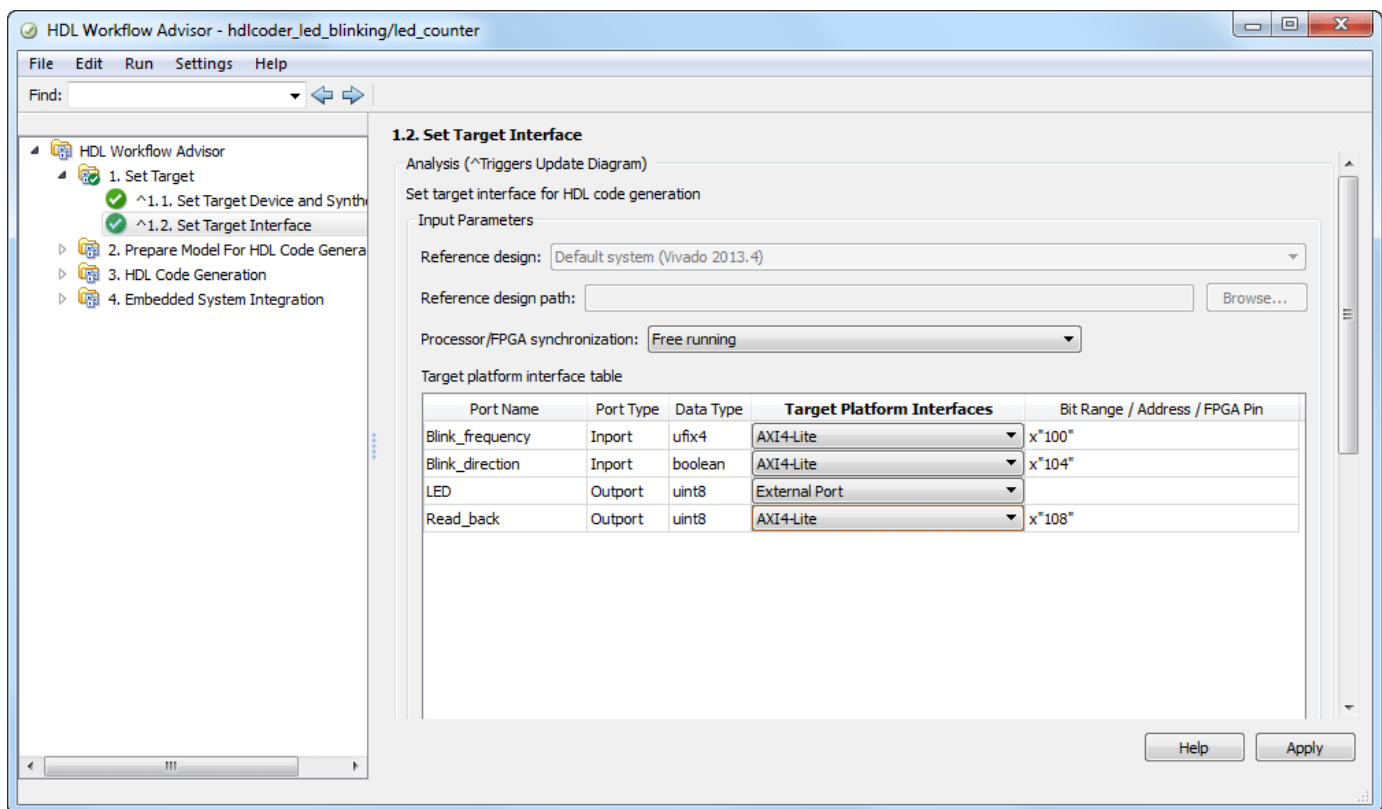 HDL Workflow Advisor - hdlcoder_led_blinking/led_counter
File Edit Run Settings Help
Find:
HDL Workflow Advisor
1. Set Target
^1.1. Set Target Device and Synthe
^1.2. Set Target Interface
2. Prepare Model For HDL Code Genera
3. HDL Code Generation
4. Embedded System Integration
1.2. Set Target Interface
Analysis (^Triggers Update Diagram)
Set target interface for HDL code generation
Input Parameters
Reference design: Default system (Vivado 2013.4)
Reference design path: Browse...
Processor/FPGA synchronization: Free running
Target platform interface table
Port Name Port Type Data Type Target Platform Interfaces Bit Range / Address / FPGA Pin
Blink_frequency Inport ufix4 AXI4-Lite x"100"
Blink_direction Inport boolean AXI4-Lite x"104"
LED Outport uint8 External Port
Read_back Outport uint8 AXI4-Lite x"108"
Help Apply